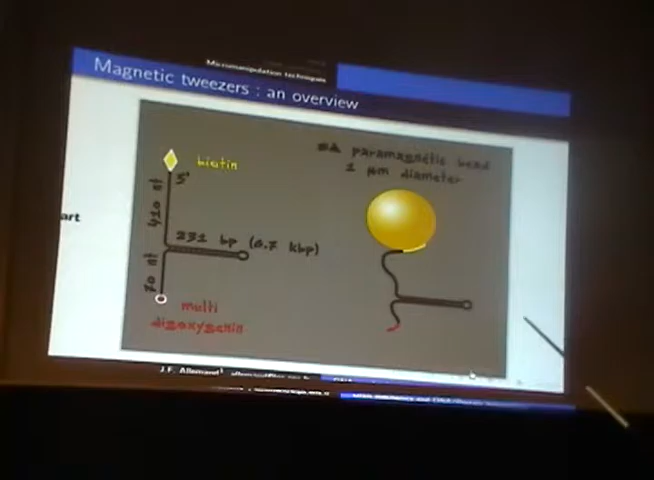 Micromanipulation techniques
Magnetic tweezers : an overview
biotin
5'
410 nt
231 bp (6.7 kbp)
70 nt
multi
digoxygenin
paramagnetic bead
1 µm diameter
art
J.F. Allemand